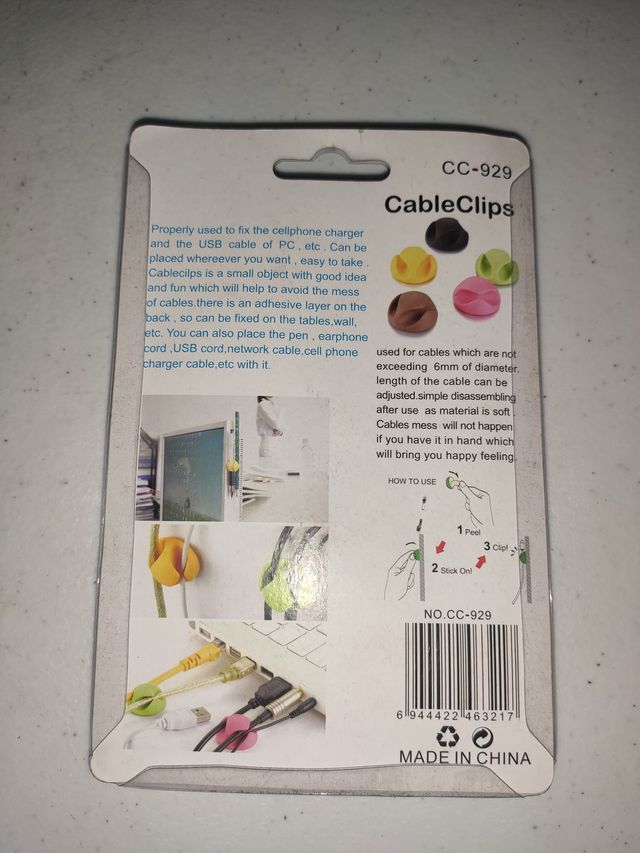 CC-929
CableClips
Properly used to fix the cellphone charger
and the USB cable of PC , etc . Can be
placed whereever you want , easy to take .
Cablecilps is a small object with good idea
and fun which will help to avoid the mess
of cables.there is an adhesive layer on the
back , so can be fixed on the tables,wall,
etc. You can also place the pen , earphone
cord ,USB cord,network cable,cell phone
charger cable,etc with it.
used for cables which are not
exceeding 6mm of diameter.
length of the cable can be
adjusted.simple disassembling
after use as material is soft .
Cables mess will not happen
if you have it in hand which
will bring you happy feeling.
HOW TO USE
1 Peel
2 Stick On!
3 Clip!
NO.CC-929
6 944422 463217
MADE IN CHINA